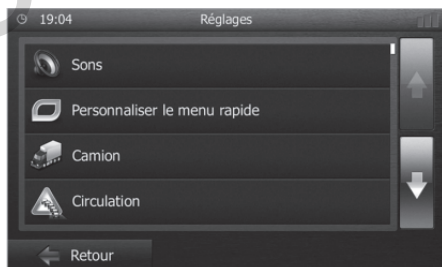 19:04
Réglages
Sons
Personnaliser le menu rapide
Camion
Circulation
Retour